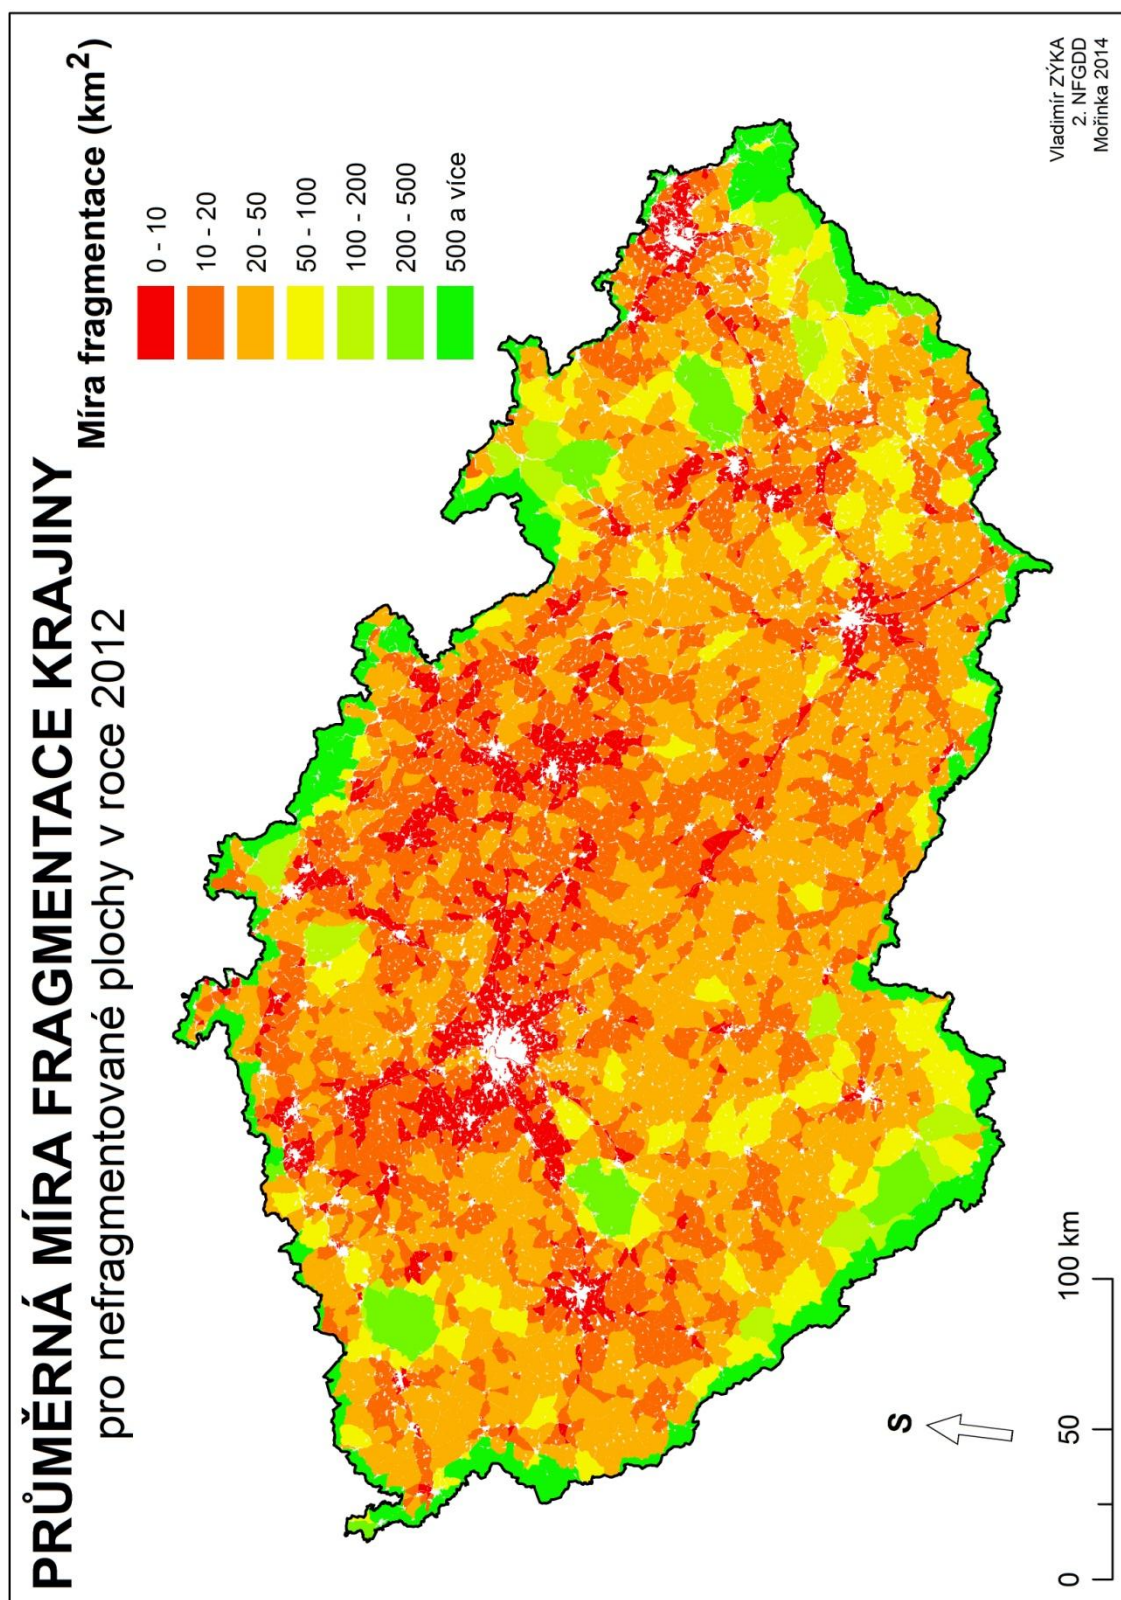 PRŮMĚRNÁ MÍRA FRAGMENTACE KRAJINY
pro nefragmentované plochy v roce 2012
Míra fragmentace (km²)
0 - 10
10 - 20
20 - 50
50 - 100
100 - 200
200 - 500
500 a více
S
0 50 100 km
Vladimír ZÝKA
2. NFGDD
Mořinka 2014